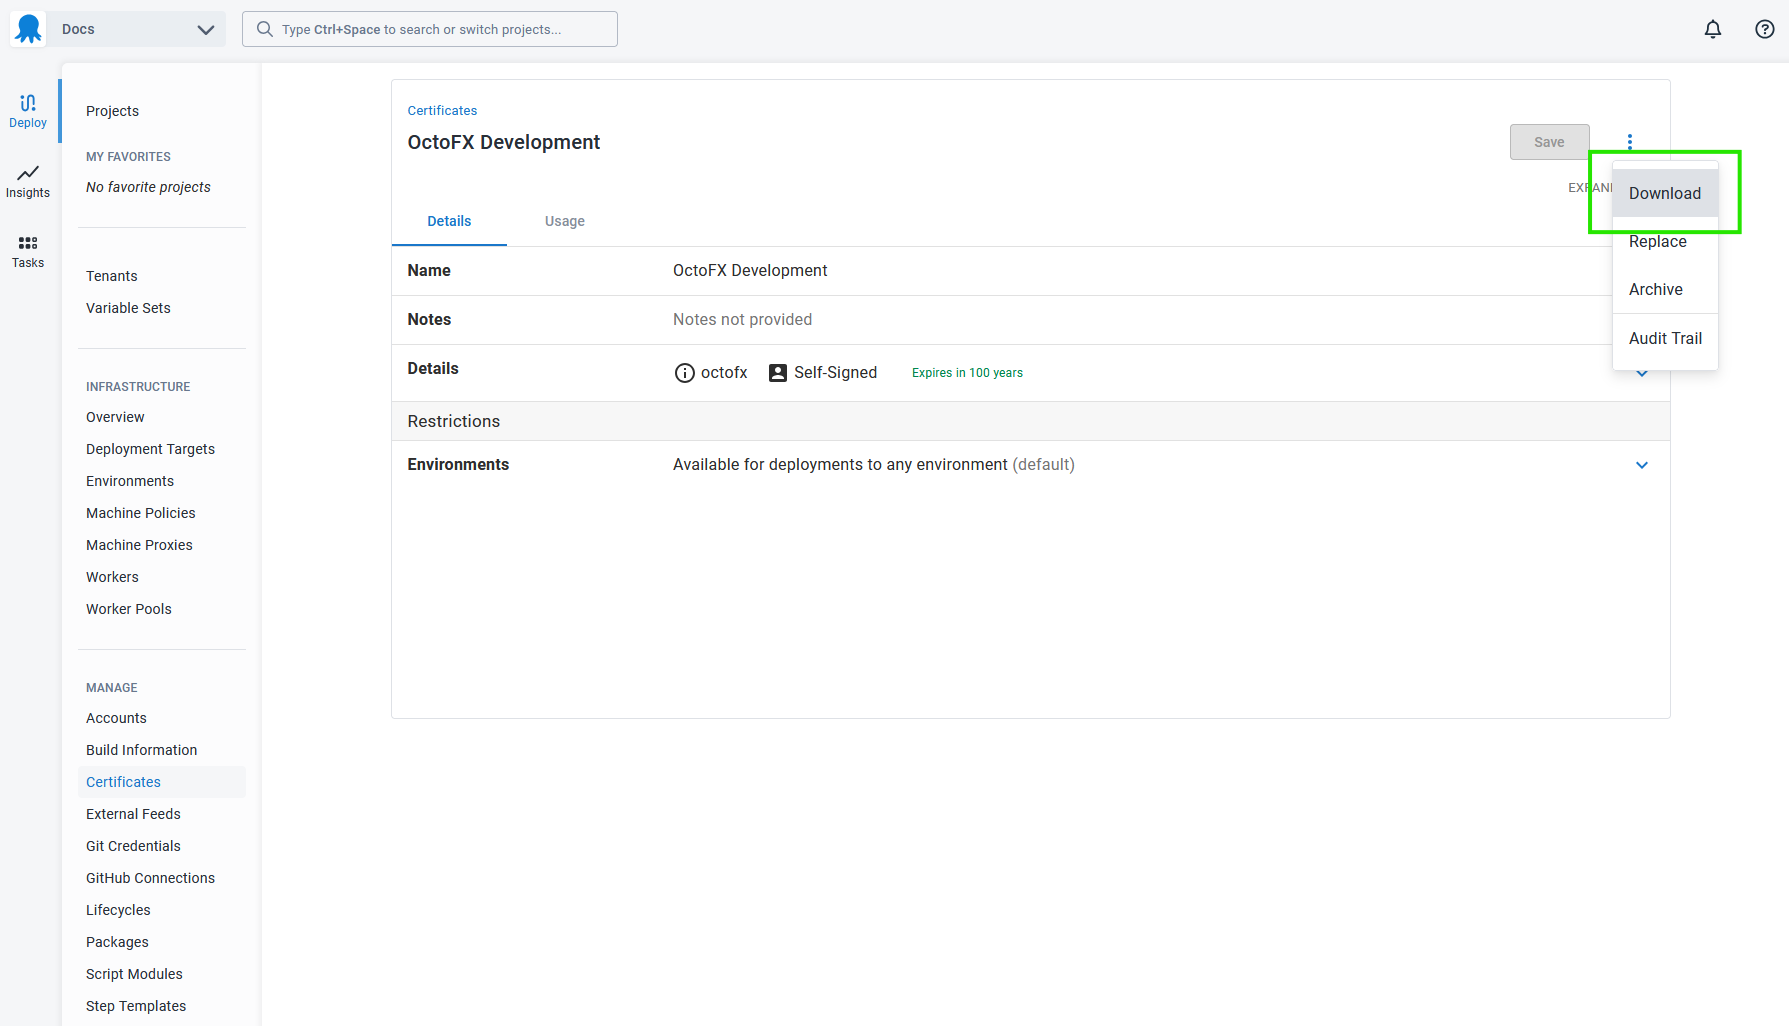 Docs
Type Ctrl+Space to search or switch projects...
Deploy
Insights
Tasks
Projects
MY FAVORITES
No favorite projects
Tenants
Variable Sets
INFRASTRUCTURE
Overview
Deployment Targets
Environments
Machine Policies
Machine Proxies
Workers
Worker Pools
MANAGE
Accounts
Build Information
Certificates
External Feeds
Git Credentials
GitHub Connections
Lifecycles
Packages
Script Modules
Step Templates
Certificates
OctoFX Development
Save
Download
Replace
Archive
Audit Trail
Details Usage
Name OctoFX Development
Notes Notes not provided
Details octofx Self-Signed Expires in 100 years
Restrictions
Environments Available for deployments to any environment (default)